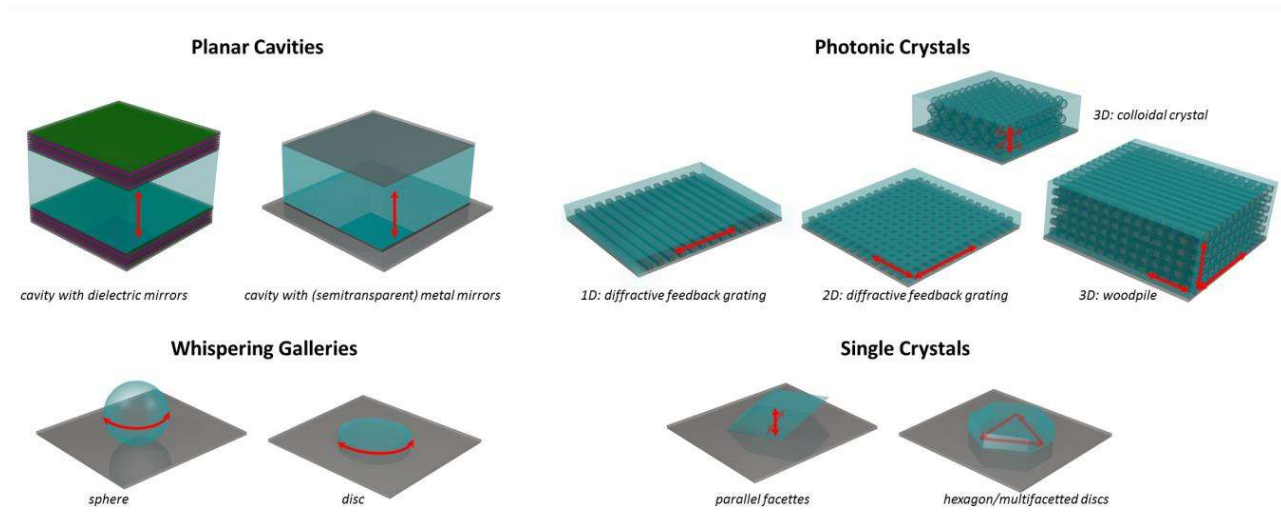 Planar Cavities
Photonic Crystals
3D: colloidal crystal
cavity with dielectric mirrors
cavity with (semitransparent) metal mirrors
1D: diffractive feedback grating
2D: diffractive feedback grating
3D: woodpile
Whispering Galleries
Single Crystals
sphere
disc
parallel facettes
hexagon/multifacetted discs